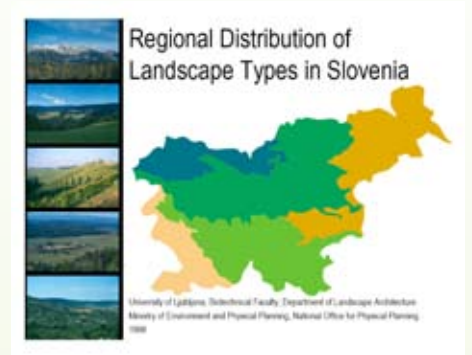 Regional Distribution of
Landscape Types in Slovenia
University of Ljubljana, Biotechnical Faculty, Department of Landscape Architecture
Ministry of Environment and Physical Planning, National Office for Physical Planning
1998